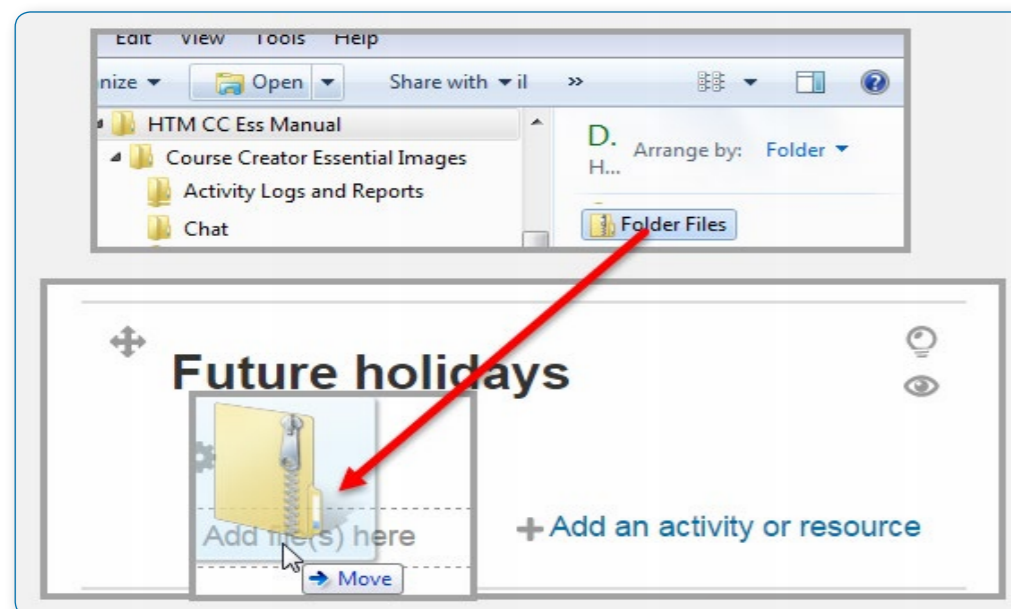 Edit View Tools Help
nize Open Share with il »
HTM CC Ess Manual
Course Creator Essential Images
Activity Logs and Reports
Chat
D.
H...
Arrange by: Folder
Folder Files
Future holidays
Add file(s) here
+ Add an activity or resource
Move